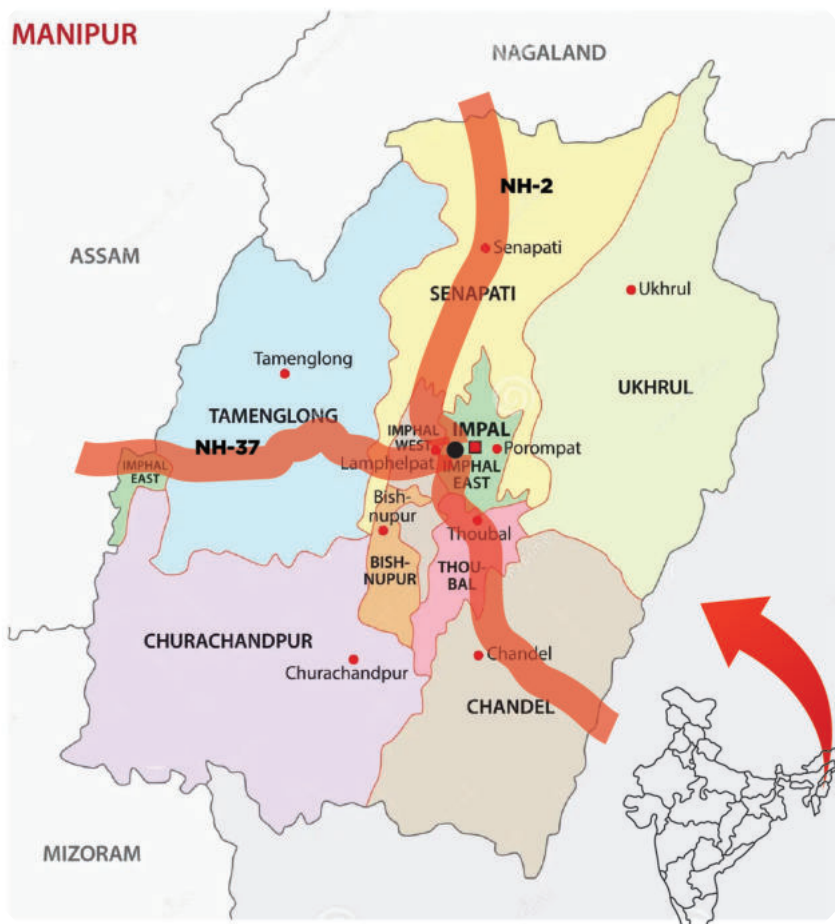 MANIPUR
NAGALAND
NH-2
ASSAM
Senapati
SENAPATI
Ukhrul
Tamenglong
TAMENGLONG
UKHRUL
NH-37
IMPHAL
WEST
IMPAL
Lamphelpat
Porompat
IMPHAL
EAST
IMPHAL
EAST
Bish-
nupur
Thoubal
BISH-
NUPUR
THOU-
BAL
CHURACHANDPUR
Churachandpur
Chandel
CHANDEL
MIZORAM